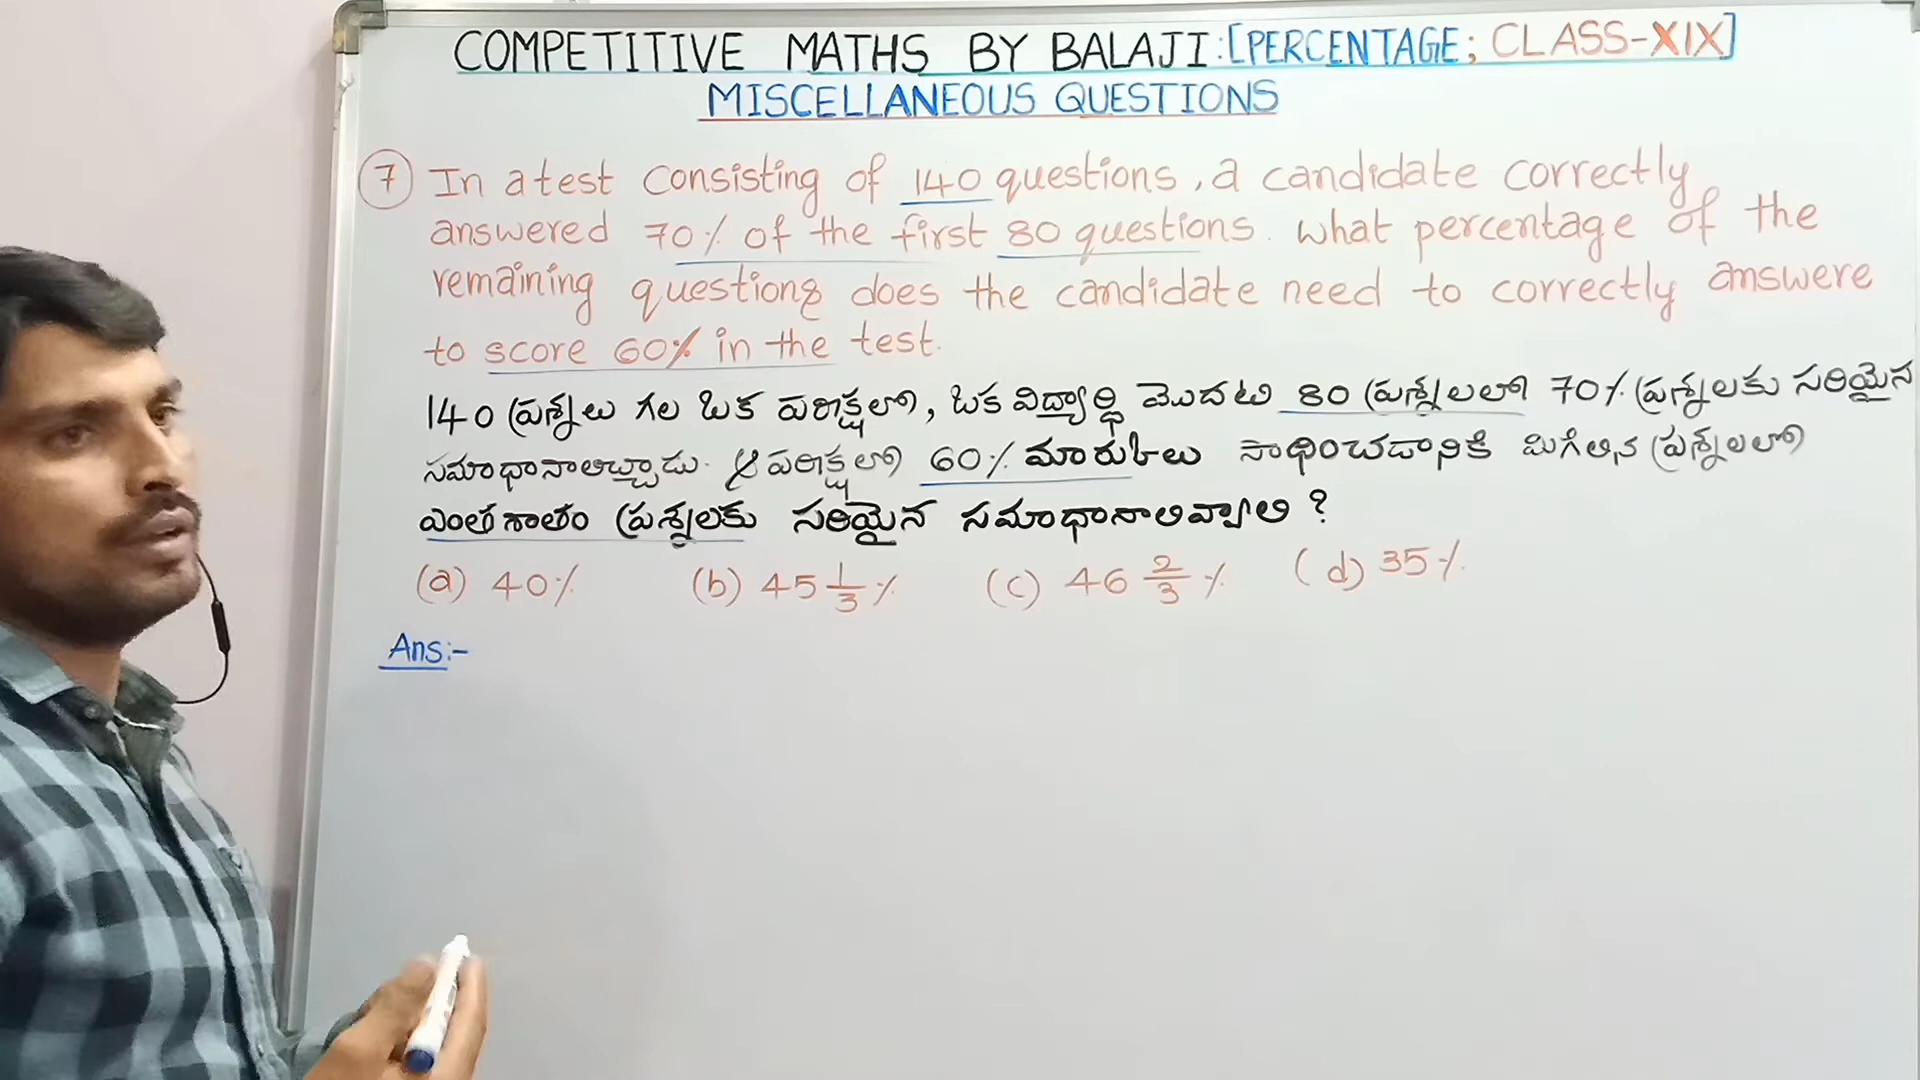 COMPETITIVE MATHS BY BALAJI:[PERCENTAGE; CLASS-XIX]
MISCELLANEOUS QUESTIONS
7 In a test consisting of 140 questions, a candidate correctly
answered 70% of the first 80 questions. What percentage of the
remaining questions does the candidate need to correctly answere
to score 60% in the test.
140 ప్రశ్నలు గల ఒక పరీక్షలో, ఒక విద్యార్థి మొదటి 80 ప్రశ్నలలో 70% ప్రశ్నలకు సరియైన
సమాధానాలిచ్చాడు. ఆ పరీక్షలో 60% మార్కులు సాధించడానికి మిగిలిన ప్రశ్నలలో
ఎంతశాతం ప్రశ్నలకు సరియైన సమాధానాలివ్వాలి ?
(a) 40% (b) 45 1/3 % (c) 46 2/3 % (d) 35%
Ans:-